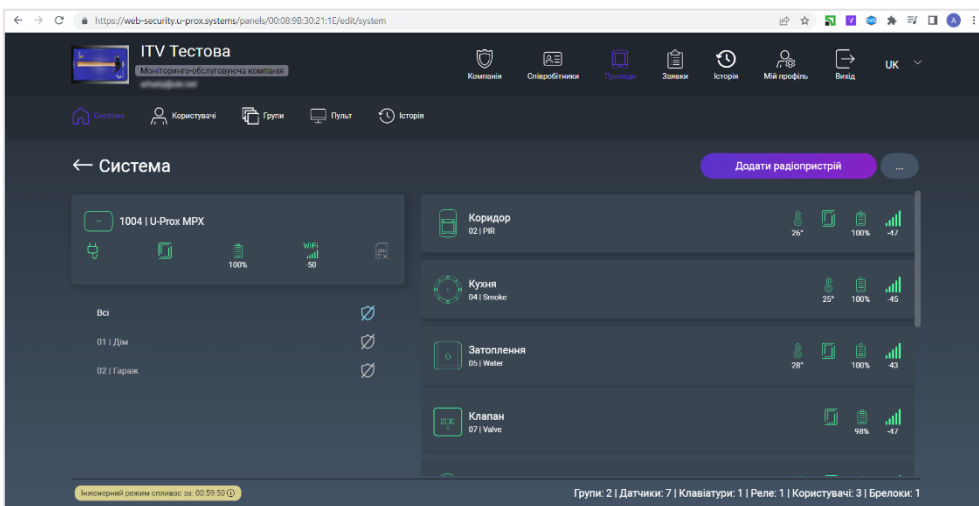 https://web-security.u-prox.systems/panels/00:08:9B:30:21:1E/edit/system
ITV Тестова
Моніторинго-обслуговуюча компанія
Компанія
Співробітники
Прилади
Заявки
Історія
Мій профіль
Вихід
UK
Система
Користувачі
Групи
Пульт
Історія
← Система
Додати радіопристрій
...
1004 | U-Prox MPX
100%
WiFi
-50
Всі
01 | Дім
02 | Гараж
Коридор
02 | PIR
26°
100%
-47
Кухня
04 | Smoke
25°
100%
-45
Затоплення
05 | Water
28°
100%
-43
Клапан
07 | Valve
98%
-47
Інженерний режим спливає за: 00:59:50
Групи: 2 | Датчики: 7 | Клавіатури: 1 | Реле: 1 | Користувачі: 3 | Брелоки: 1